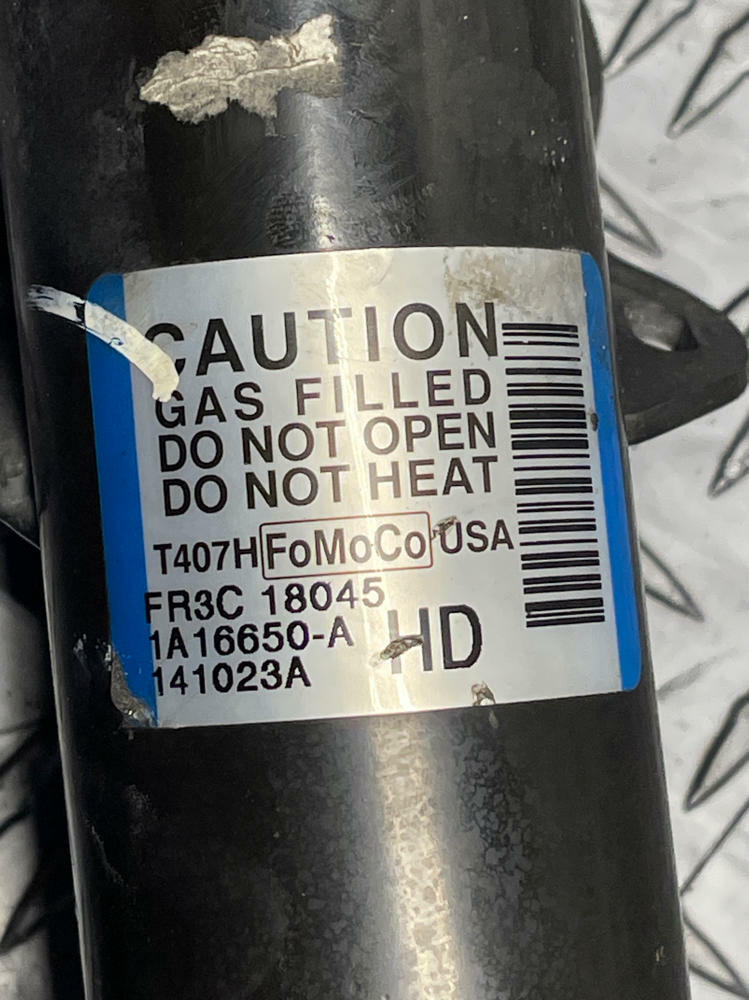 CAUTION
GAS FILLED
DO NOT OPEN
DO NOT HEAT
T407H FoMoCo USA
FR3C 18045
1A16650-A HD
141023A